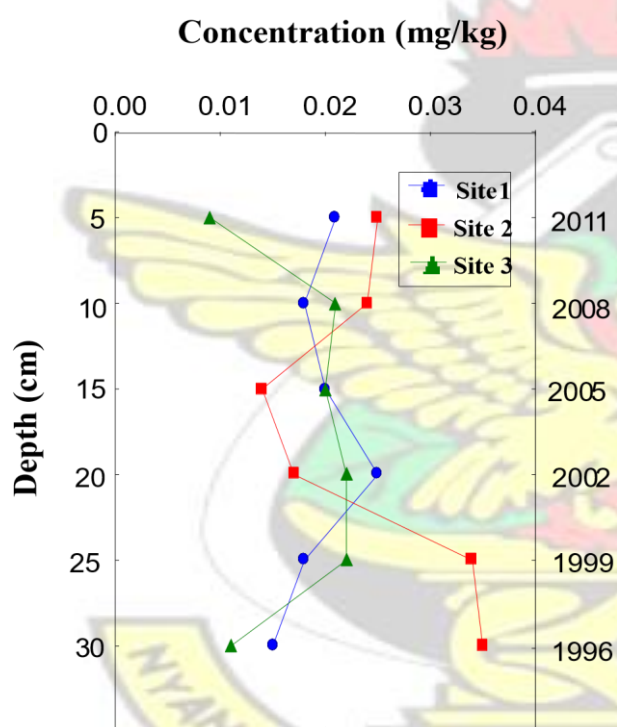 Concentration (mg/kg)
0.00 0.01 0.02 0.03 0.04
0
Site1
5 2011
Site 2
Site 3
10 2008
15 2005
Depth (cm)
20 2002
25 1999
30 1996
NYAN